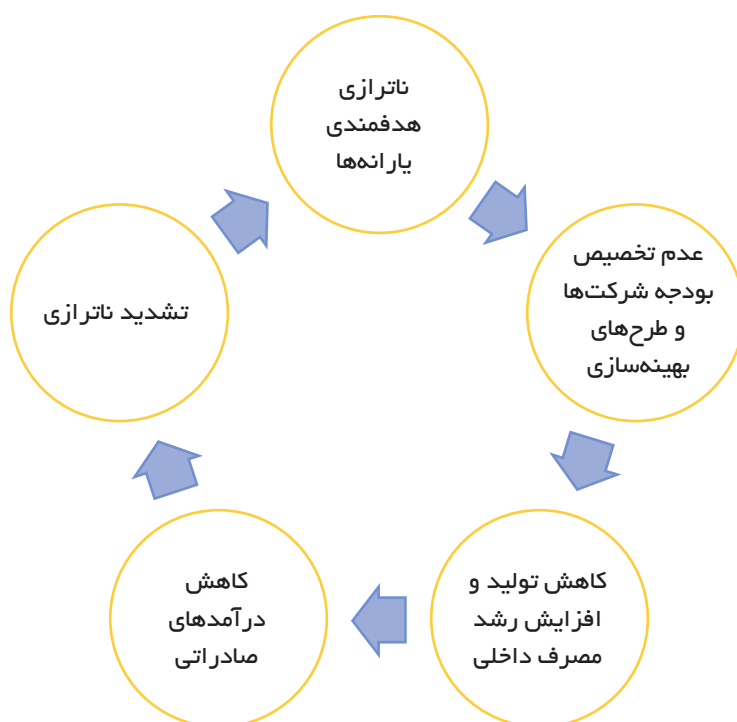 ناترازی
هدفمندی
یارانه‌ها
عدم تخصیص
بودجه شرکت‌ها
و طرح‌های
بهینه‌سازی
کاهش تولید و
افزایش رشد
مصرف داخلی
کاهش
درآمدهای
صادراتی
تشدید ناترازی